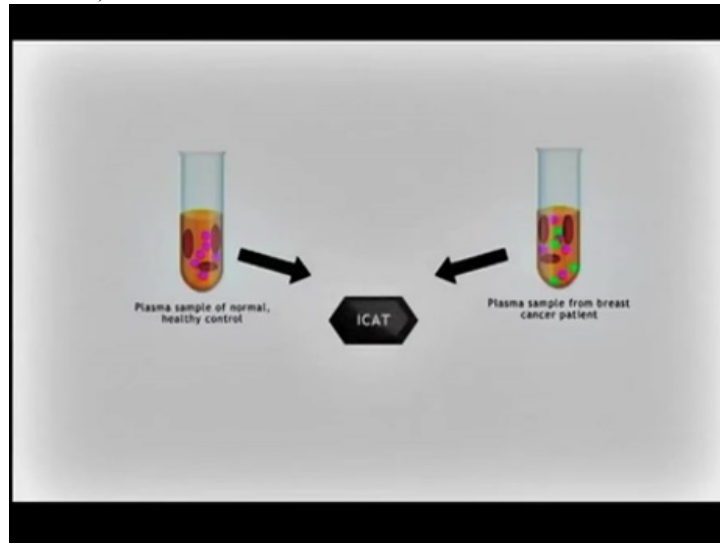 Plasma sample of normal,
healthy control
ICAT
Plasma sample from breast
cancer patient